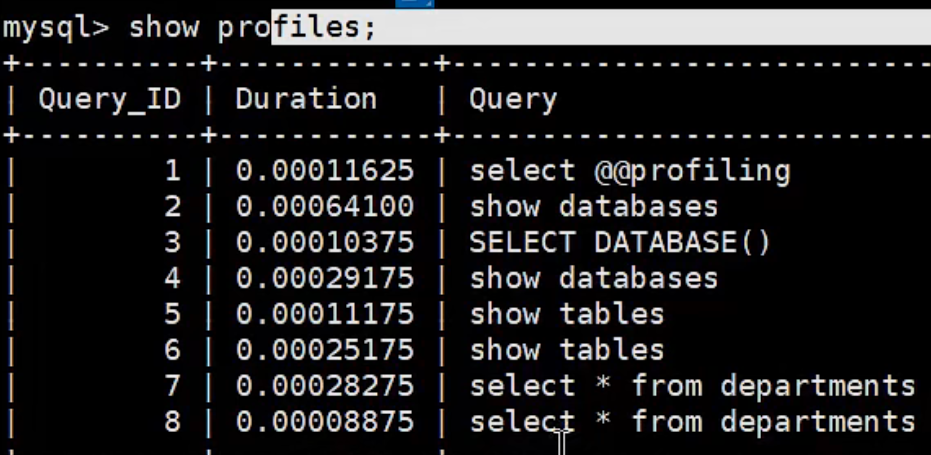 mysql> show profiles;
+----------+------------+---------------------------
| Query_ID | Duration   | Query
+----------+------------+---------------------------
|        1 | 0.00011625 | select @@profiling
|        2 | 0.00064100 | show databases
|        3 | 0.00010375 | SELECT DATABASE()
|        4 | 0.00029175 | show databases
|        5 | 0.00011175 | show tables
|        6 | 0.00025175 | show tables
|        7 | 0.00028275 | select * from departments
|        8 | 0.00008875 | select * from departments